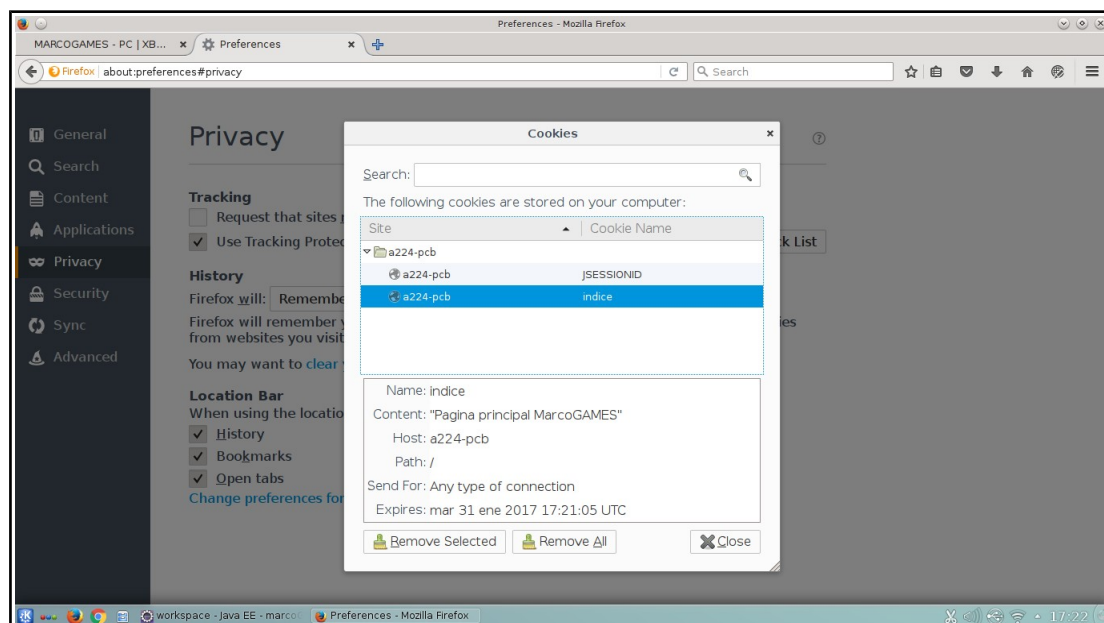 Preferences - Mozilla Firefox
MARCOGAMES - PC | XB...
Preferences
Firefox about:preferences#privacy
Search
General
Search
Content
Applications
Privacy
Security
Sync
Advanced
Privacy
Tracking
Request that sites
Use Tracking Protec
k List
History
Firefox will: Remembe
Firefox will remember y
ies
from websites you visit
You may want to clear
Location Bar
When using the locatio
History
Bookmarks
Open tabs
Change preferences for
Cookies
Search:
The following cookies are stored on your computer:
Site Cookie Name
a224-pcb
a224-pcb JSESSIONID
a224-pcb indice
Name: indice
Content: "Pagina principal MarcoGAMES"
Host: a224-pcb
Path: /
Send For: Any type of connection
Expires: mar 31 ene 2017 17:21:05 UTC
Remove Selected Remove All Close
workspace - Java EE - marco
Preferences - Mozilla Firefox
17:22